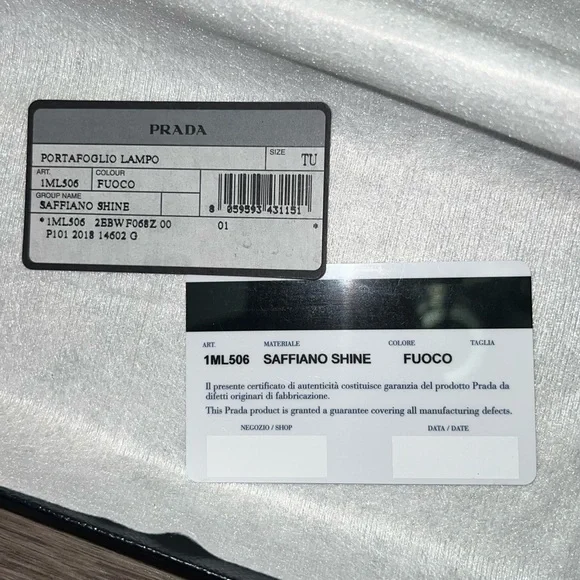 PRADA
PORTAFOGLIO LAMPO
SIZE
TU
ART.
1ML506
COLOUR
FUOCO
GROUP NAME
SAFFIANO SHINE
8 059593 431151
*1ML506 2EBW F068Z 00 01 *
P101 2018 14602 G
ART. MATERIALE COLORE TAGLIA
1ML506 SAFFIANO SHINE FUOCO
Il presente certificato di autenticità costituisce garanzia del prodotto Prada da
difetti originari di fabbricazione.
This Prada product is granted a guarantee covering all manufacturing defects.
NEGOZIO / SHOP DATA / DATE